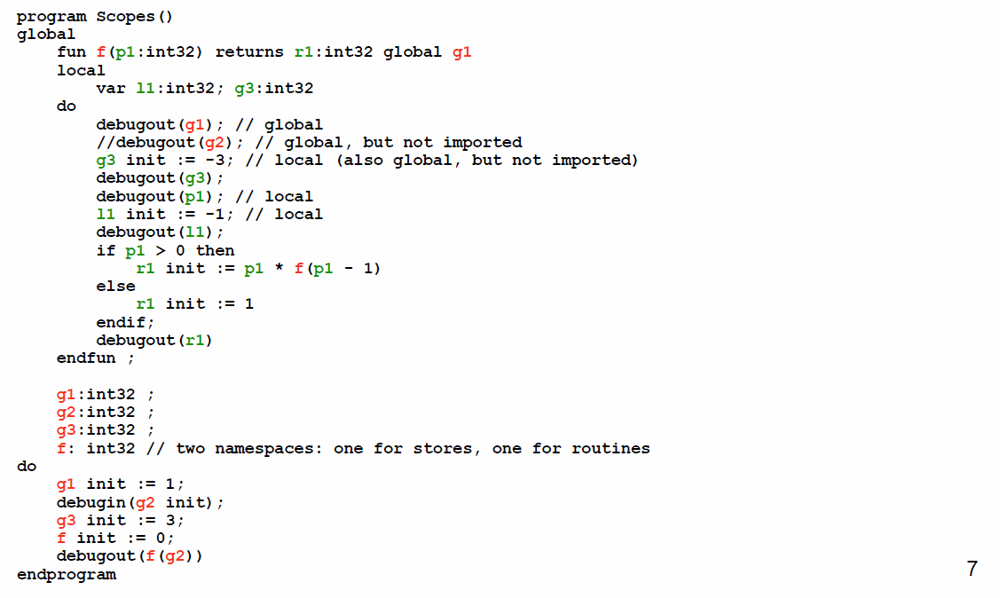 program Scopes()
global
    fun f(p1:int32) returns r1:int32 global g1
    local
        var l1:int32; g3:int32
    do
        debugout(g1); // global
        //debugout(g2); // global, but not imported
        g3 init := -3; // local (also global, but not imported)
        debugout(g3);
        debugout(p1); // local
        l1 init := -1; // local
        debugout(l1);
        if p1 > 0 then
            r1 init := p1 * f(p1 - 1)
        else
            r1 init := 1
        endif;
        debugout(r1)
    endfun ;
    g1:int32 ;
    g2:int32 ;
    g3:int32 ;
    f: int32 // two namespaces: one for stores, one for routines
do
    g1 init := 1;
    debugin(g2 init);
    g3 init := 3;
    f init := 0;
    debugout(f(g2))
endprogram
7